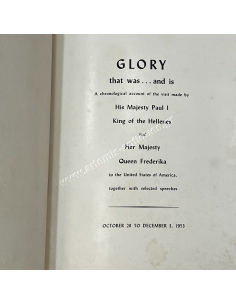 GLORY
that was . . . and is
A chronological account of the visit made by
His Majesty Paul I
King of the Hellenes
and
Her Majesty
Queen Frederika
to the United States of America,
together with selected speeches
OCTOBER 28 TO DECEMBER 3, 1953